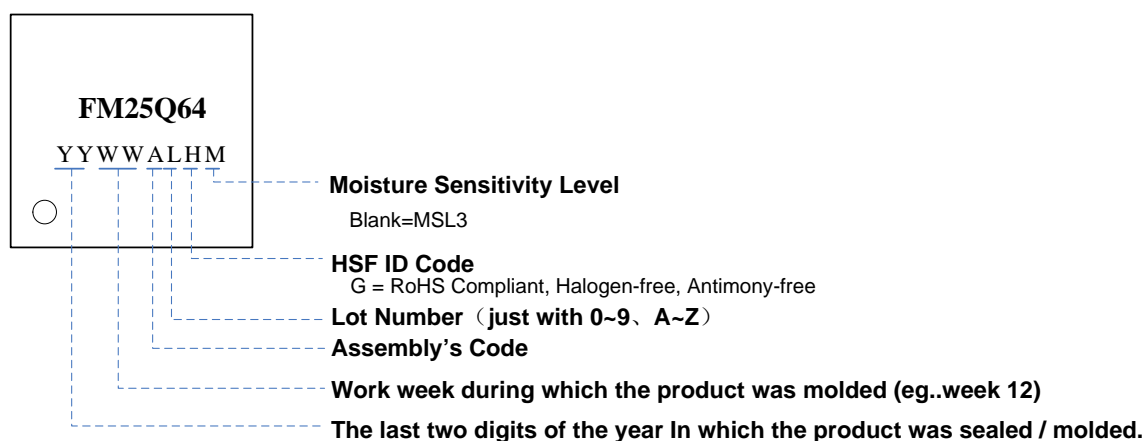 FM25Q64
YYWWALHM
Moisture Sensitivity Level
Blank=MSL3
HSF ID Code
G = RoHS Compliant, Halogen-free, Antimony-free
Lot Number（just with 0~9、A~Z）
Assembly's Code
Work week during which the product was molded (eg..week 12)
The last two digits of the year In which the product was sealed / molded.